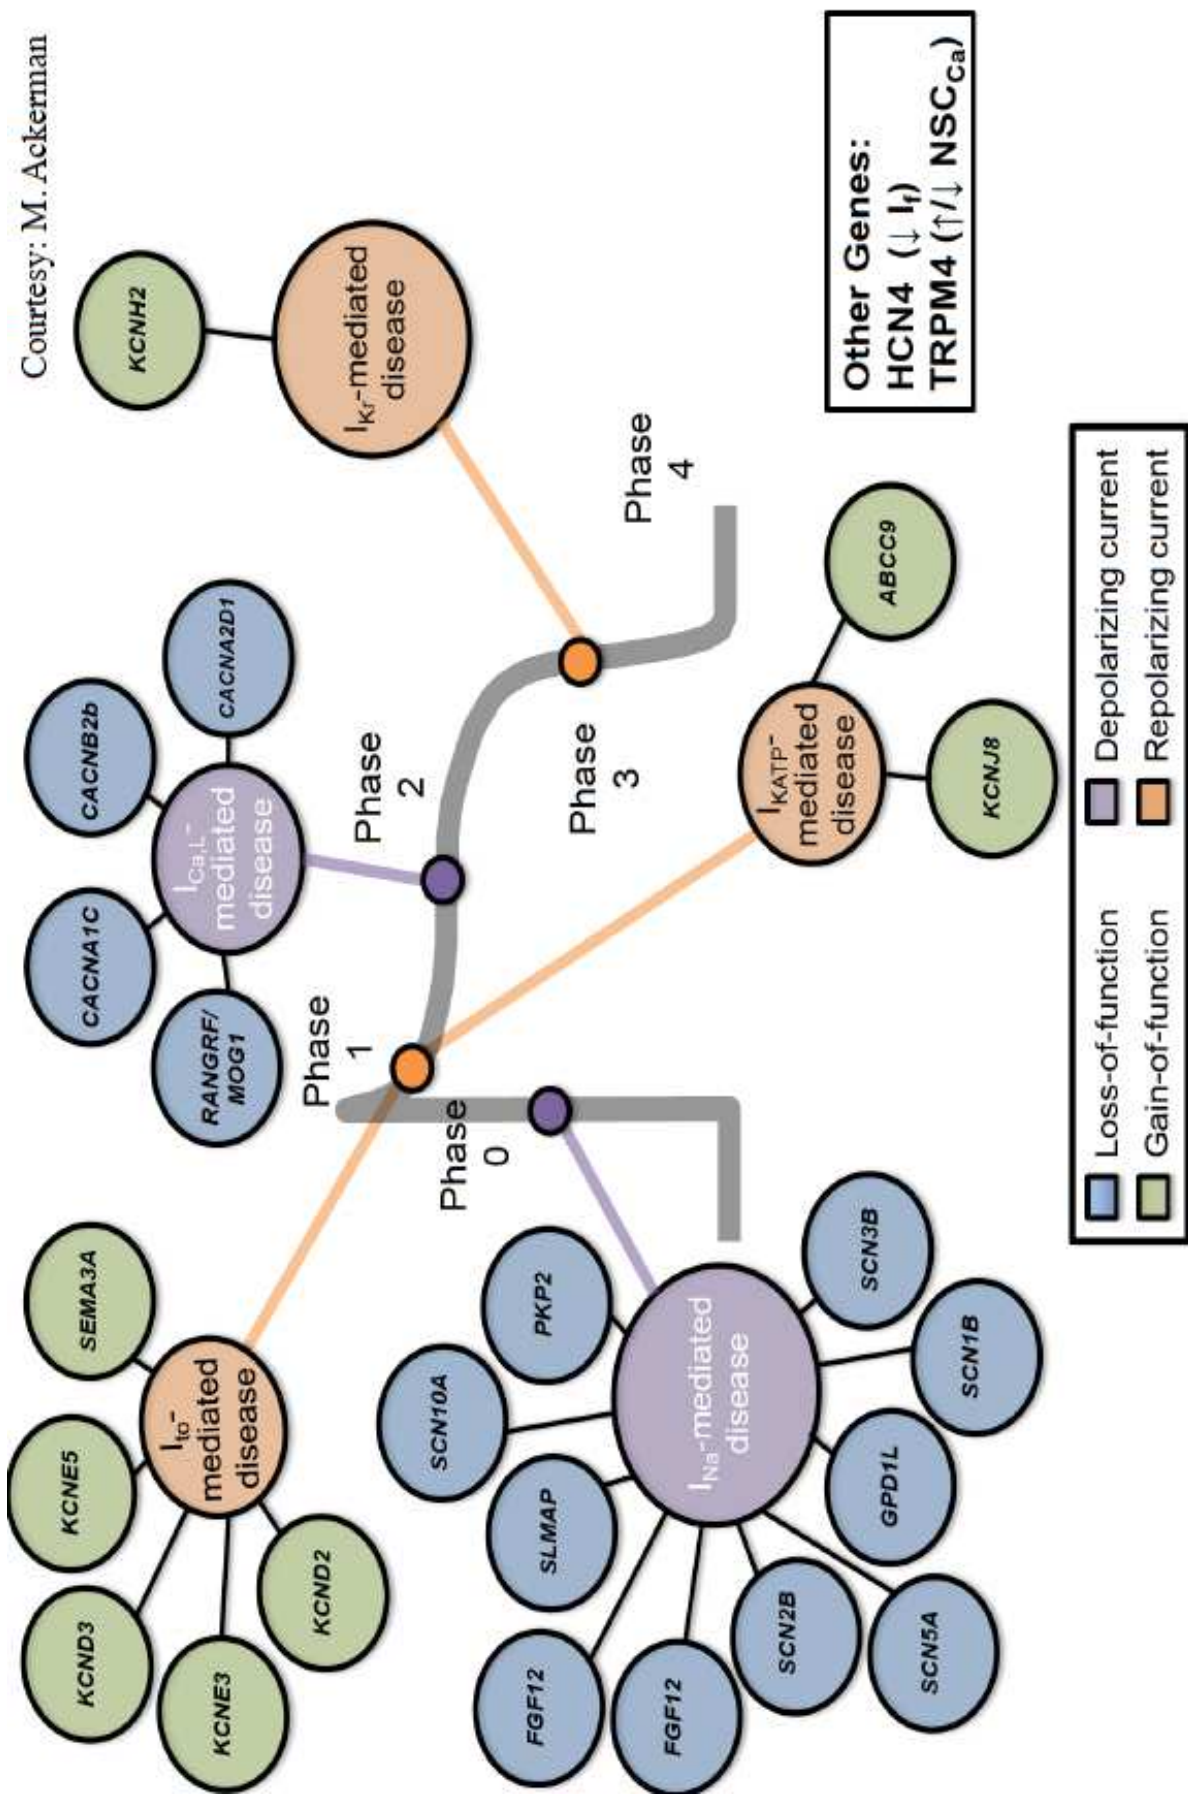 Courtesy: M. Ackerman
SEMA3A
KCNE5
KCND3
KCNE3
KCND2
Ito-
mediated
disease
CACNA1C
CACNB2b
CACNA2D1
RANGRF/
MOG1
ICa,L-
mediated
disease
KCNH2
IKr-mediated
disease
Phase
0
Phase
1
Phase
2
Phase
3
Phase
4
PKP2
SCN10A
SLMAP
FGF12
FGF12
SCN2B
SCN5A
GPD1L
SCN1B
SCN3B
INa-mediated
disease
IKATP-
mediated
disease
KCNJ8
ABCC9
Other Genes:
HCN4 (↓ If)
TRPM4 (↑/↓ NSCCa)
Loss-of-function
Depolarizing current
Gain-of-function
Repolarizing current